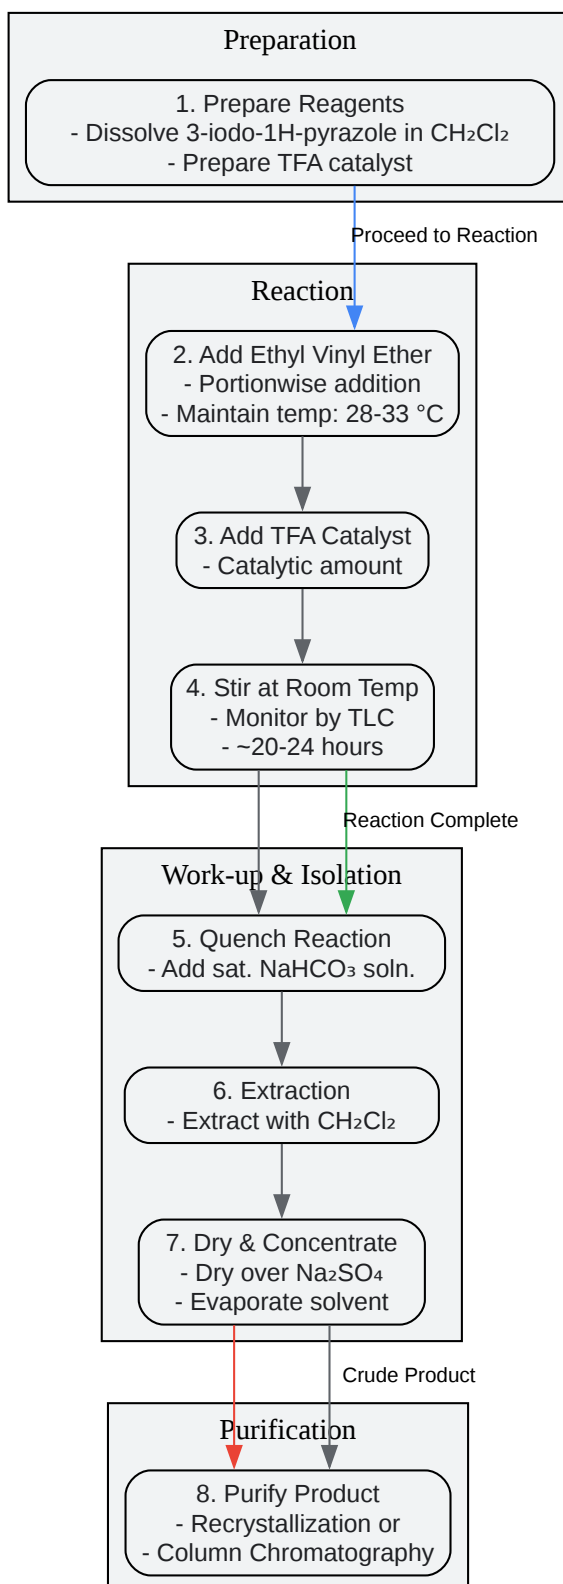 Preparation
1. Prepare Reagents
- Dissolve 3-iodo-1H-pyrazole in CH₂Cl₂
- Prepare TFA catalyst
Proceed to Reaction
Reaction
2. Add Ethyl Vinyl Ether
- Portionwise addition
- Maintain temp: 28-33 °C
3. Add TFA Catalyst
- Catalytic amount
4. Stir at Room Temp
- Monitor by TLC
- ~20-24 hours
Reaction Complete
Work-up & Isolation
5. Quench Reaction
- Add sat. NaHCO₃ soln.
6. Extraction
- Extract with CH₂Cl₂
7. Dry & Concentrate
- Dry over Na₂SO₄
- Evaporate solvent
Crude Product
Purification
8. Purify Product
- Recrystallization or
- Column Chromatography